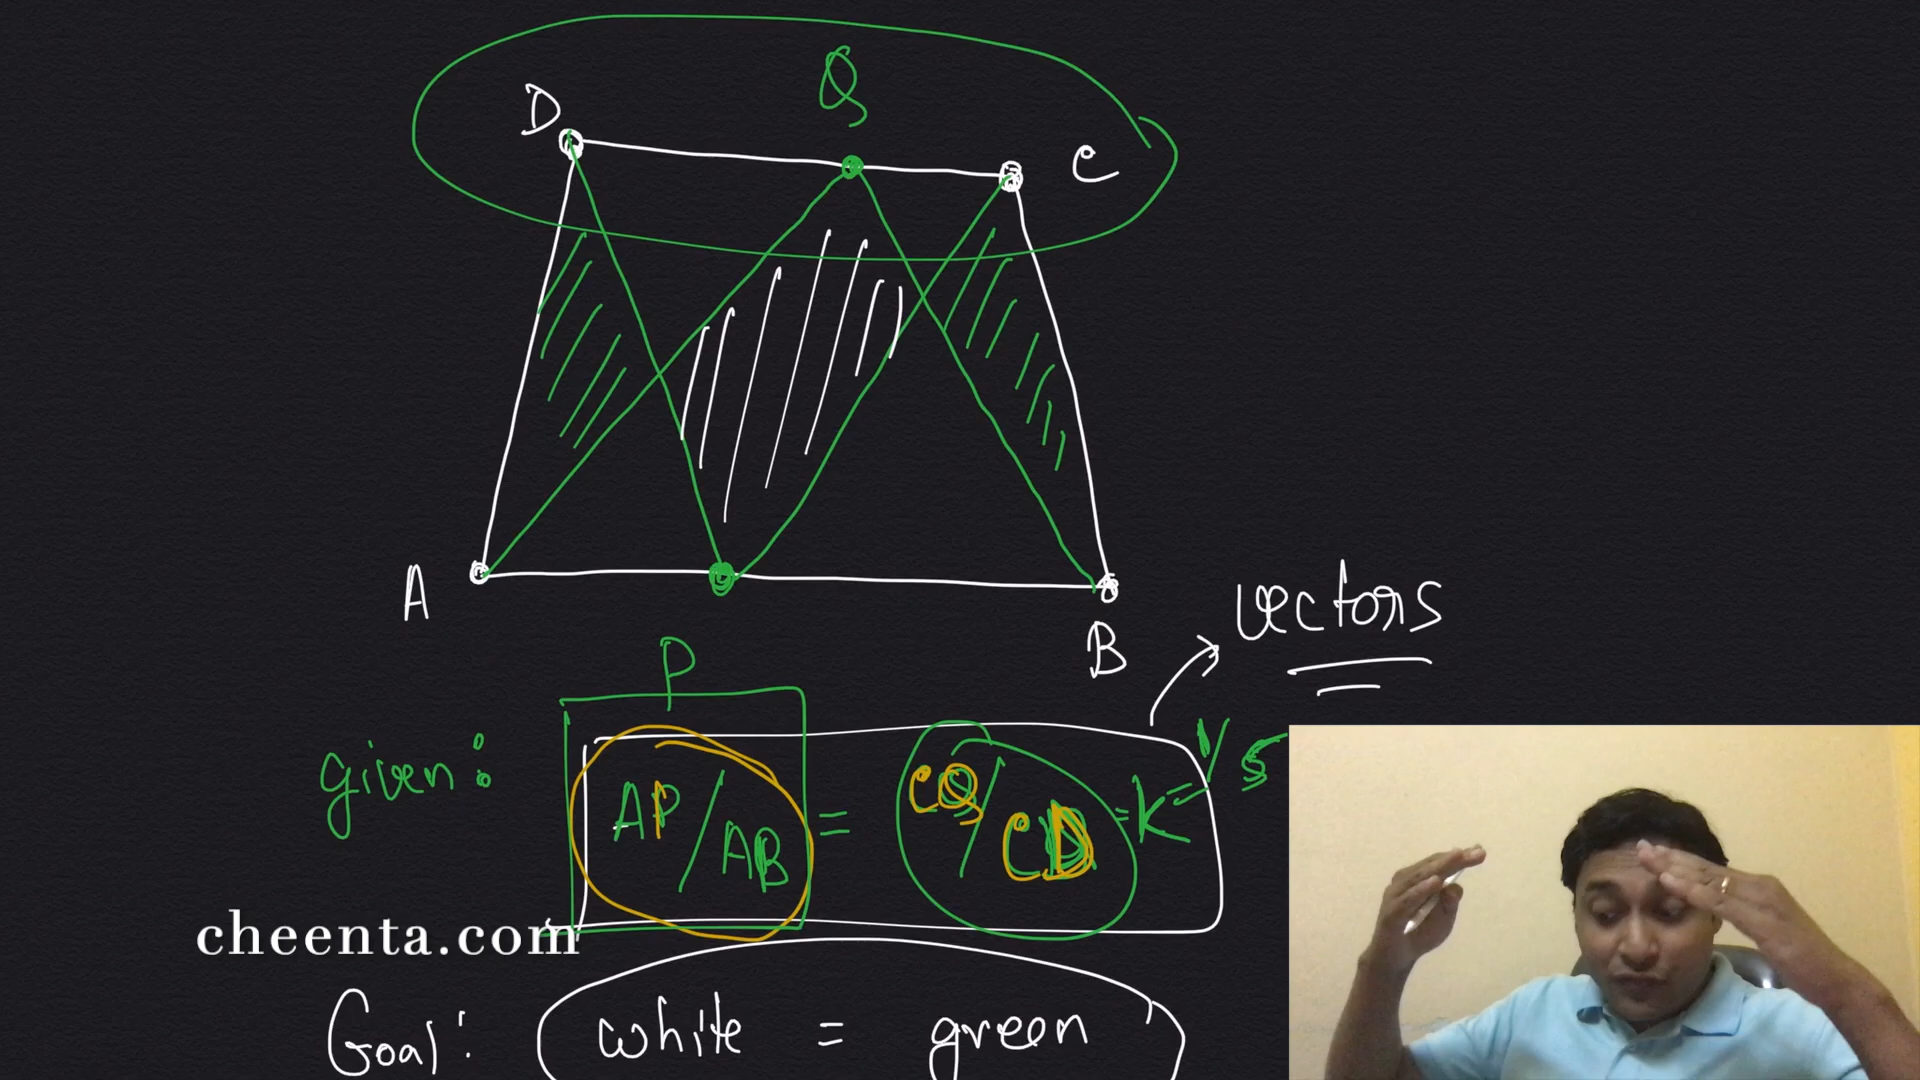 Q
D
C
A
B
vectors
P
given: AP/AB = CQ/CD = K = 1/5
cheenta.com
Goal: white = green